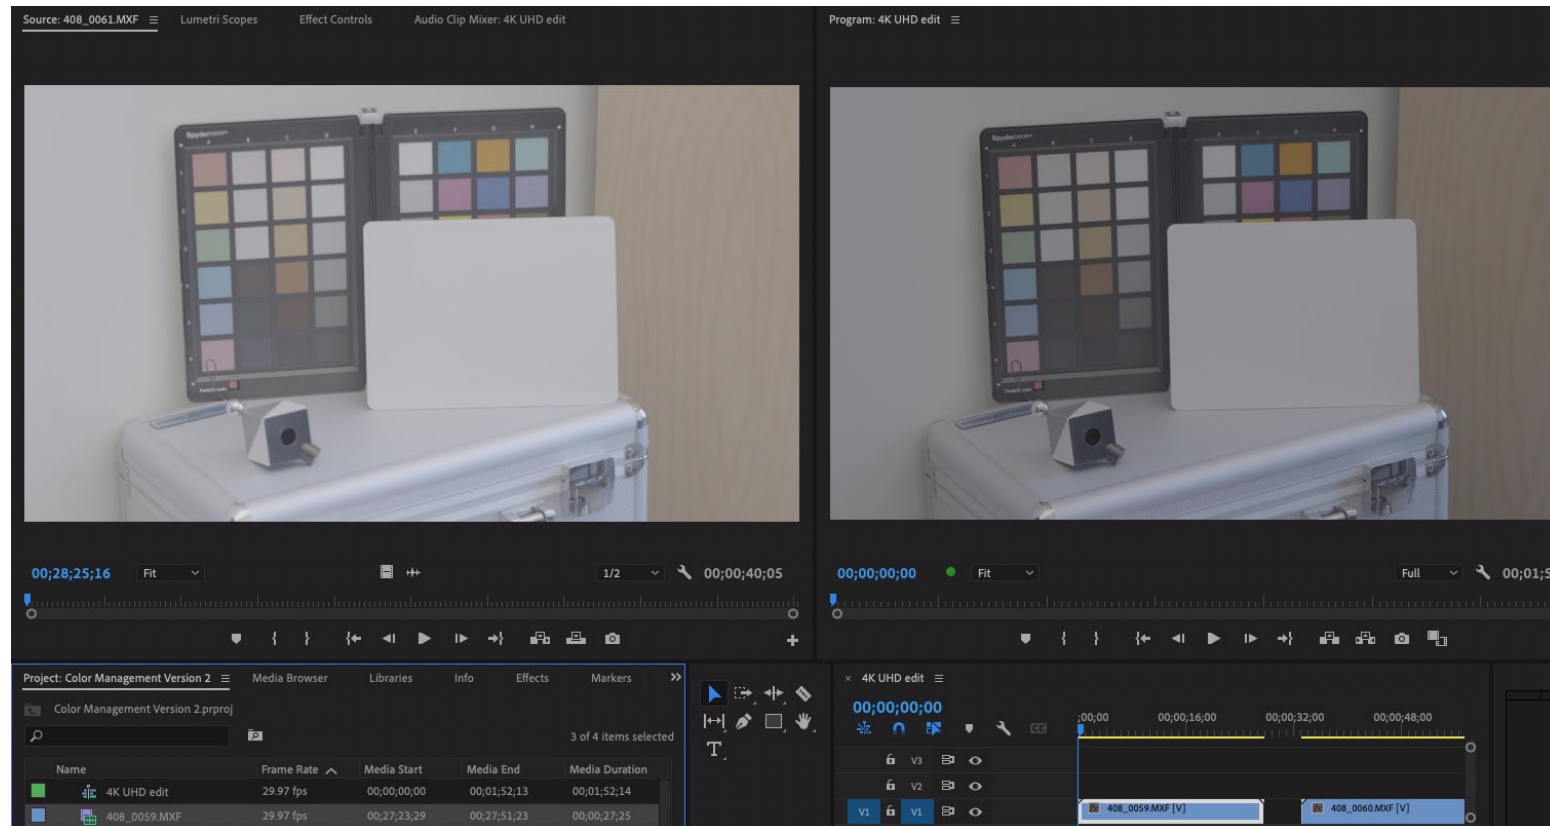 Source: 408_0061.MXF Lumetri Scopes Effect Controls Audio Clip Mixer: 4K UHD edit
Program: 4K UHD edit
00;28;25;16 Fit 1/2 00;00;40;05
00;00;00;00 Fit Full 00;01;5
Project: Color Management Version 2 Media Browser Libraries Info Effects Markers
Color Management Version 2.prproj
3 of 4 items selected
Name Frame Rate Media Start Media End Media Duration
4K UHD edit 29.97 fps 00;00;00;00 00;01;52;13 00;01;52;14
408_0059.MXF 29.97 fps 00;27;23;29 00;27;51;23 00;00;27;25
T
× 4K UHD edit
00;00;00;00
;00;00 00;00;16;00 00;00;32;00 00;00;48;00
CC
V3
V2
V1 V1 408_0059.MXF [V] 408_0060.MXF [V]